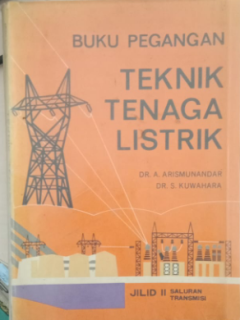 BUKU PEGANGAN
TEKNIK
TENAGA
LISTRIK
DR. A. ARISMUNANDAR
DR. S. KUWAHARA
JILID II SALURAN
TRANSMISI